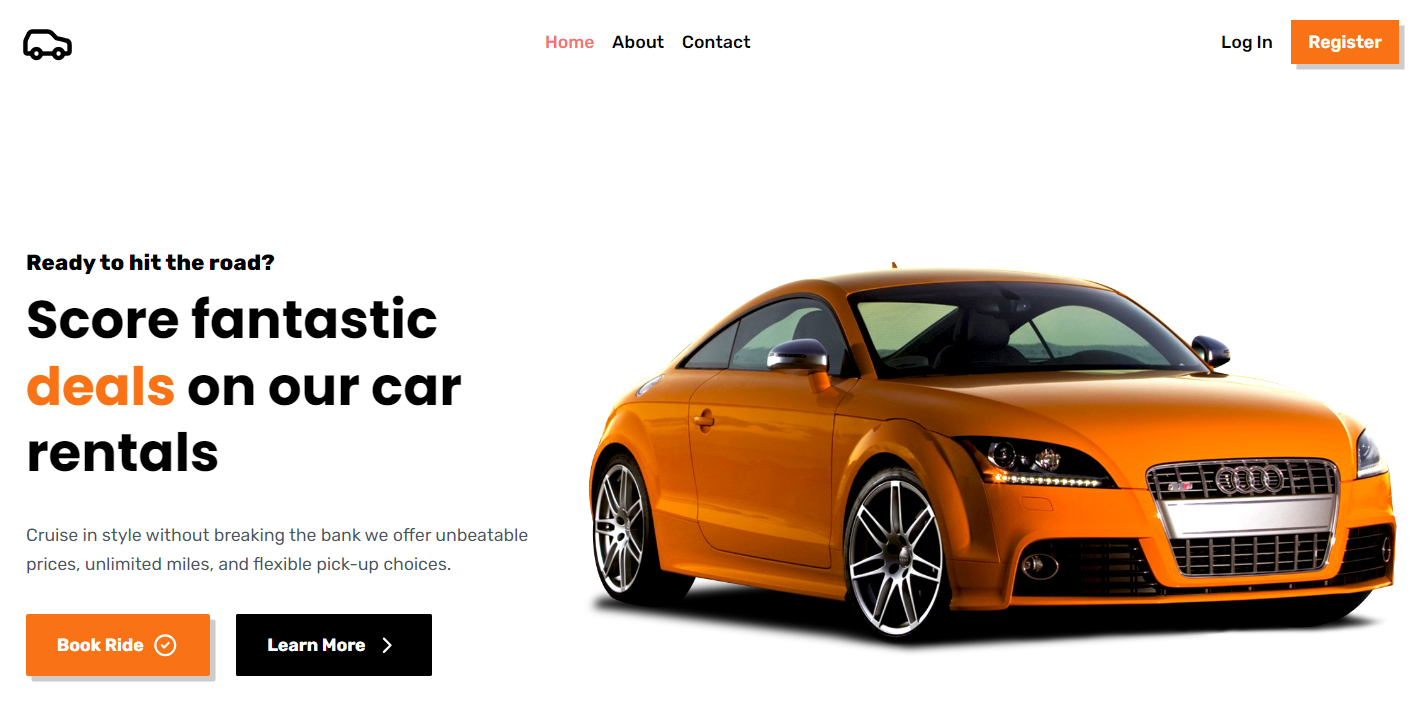 Home About Contact Log In Register
Ready to hit the road?
Score fantastic
deals on our car
rentals
Cruise in style without breaking the bank we offer unbeatable
prices, unlimited miles, and flexible pick-up choices.
Book Ride Learn More